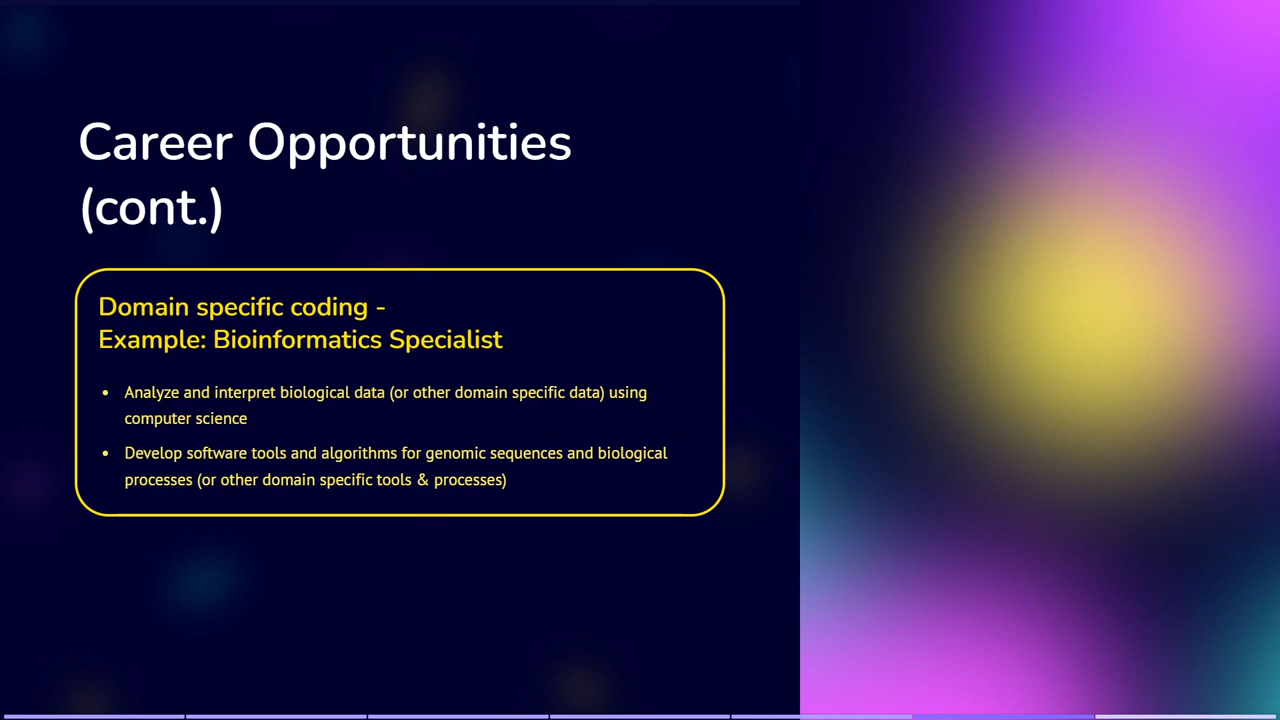 Career Opportunities
(cont.)
Domain specific coding -
Example: Bioinformatics Specialist
• Analyze and interpret biological data (or other domain specific data) using
computer science
• Develop software tools and algorithms for genomic sequences and biological
processes (or other domain specific tools & processes)